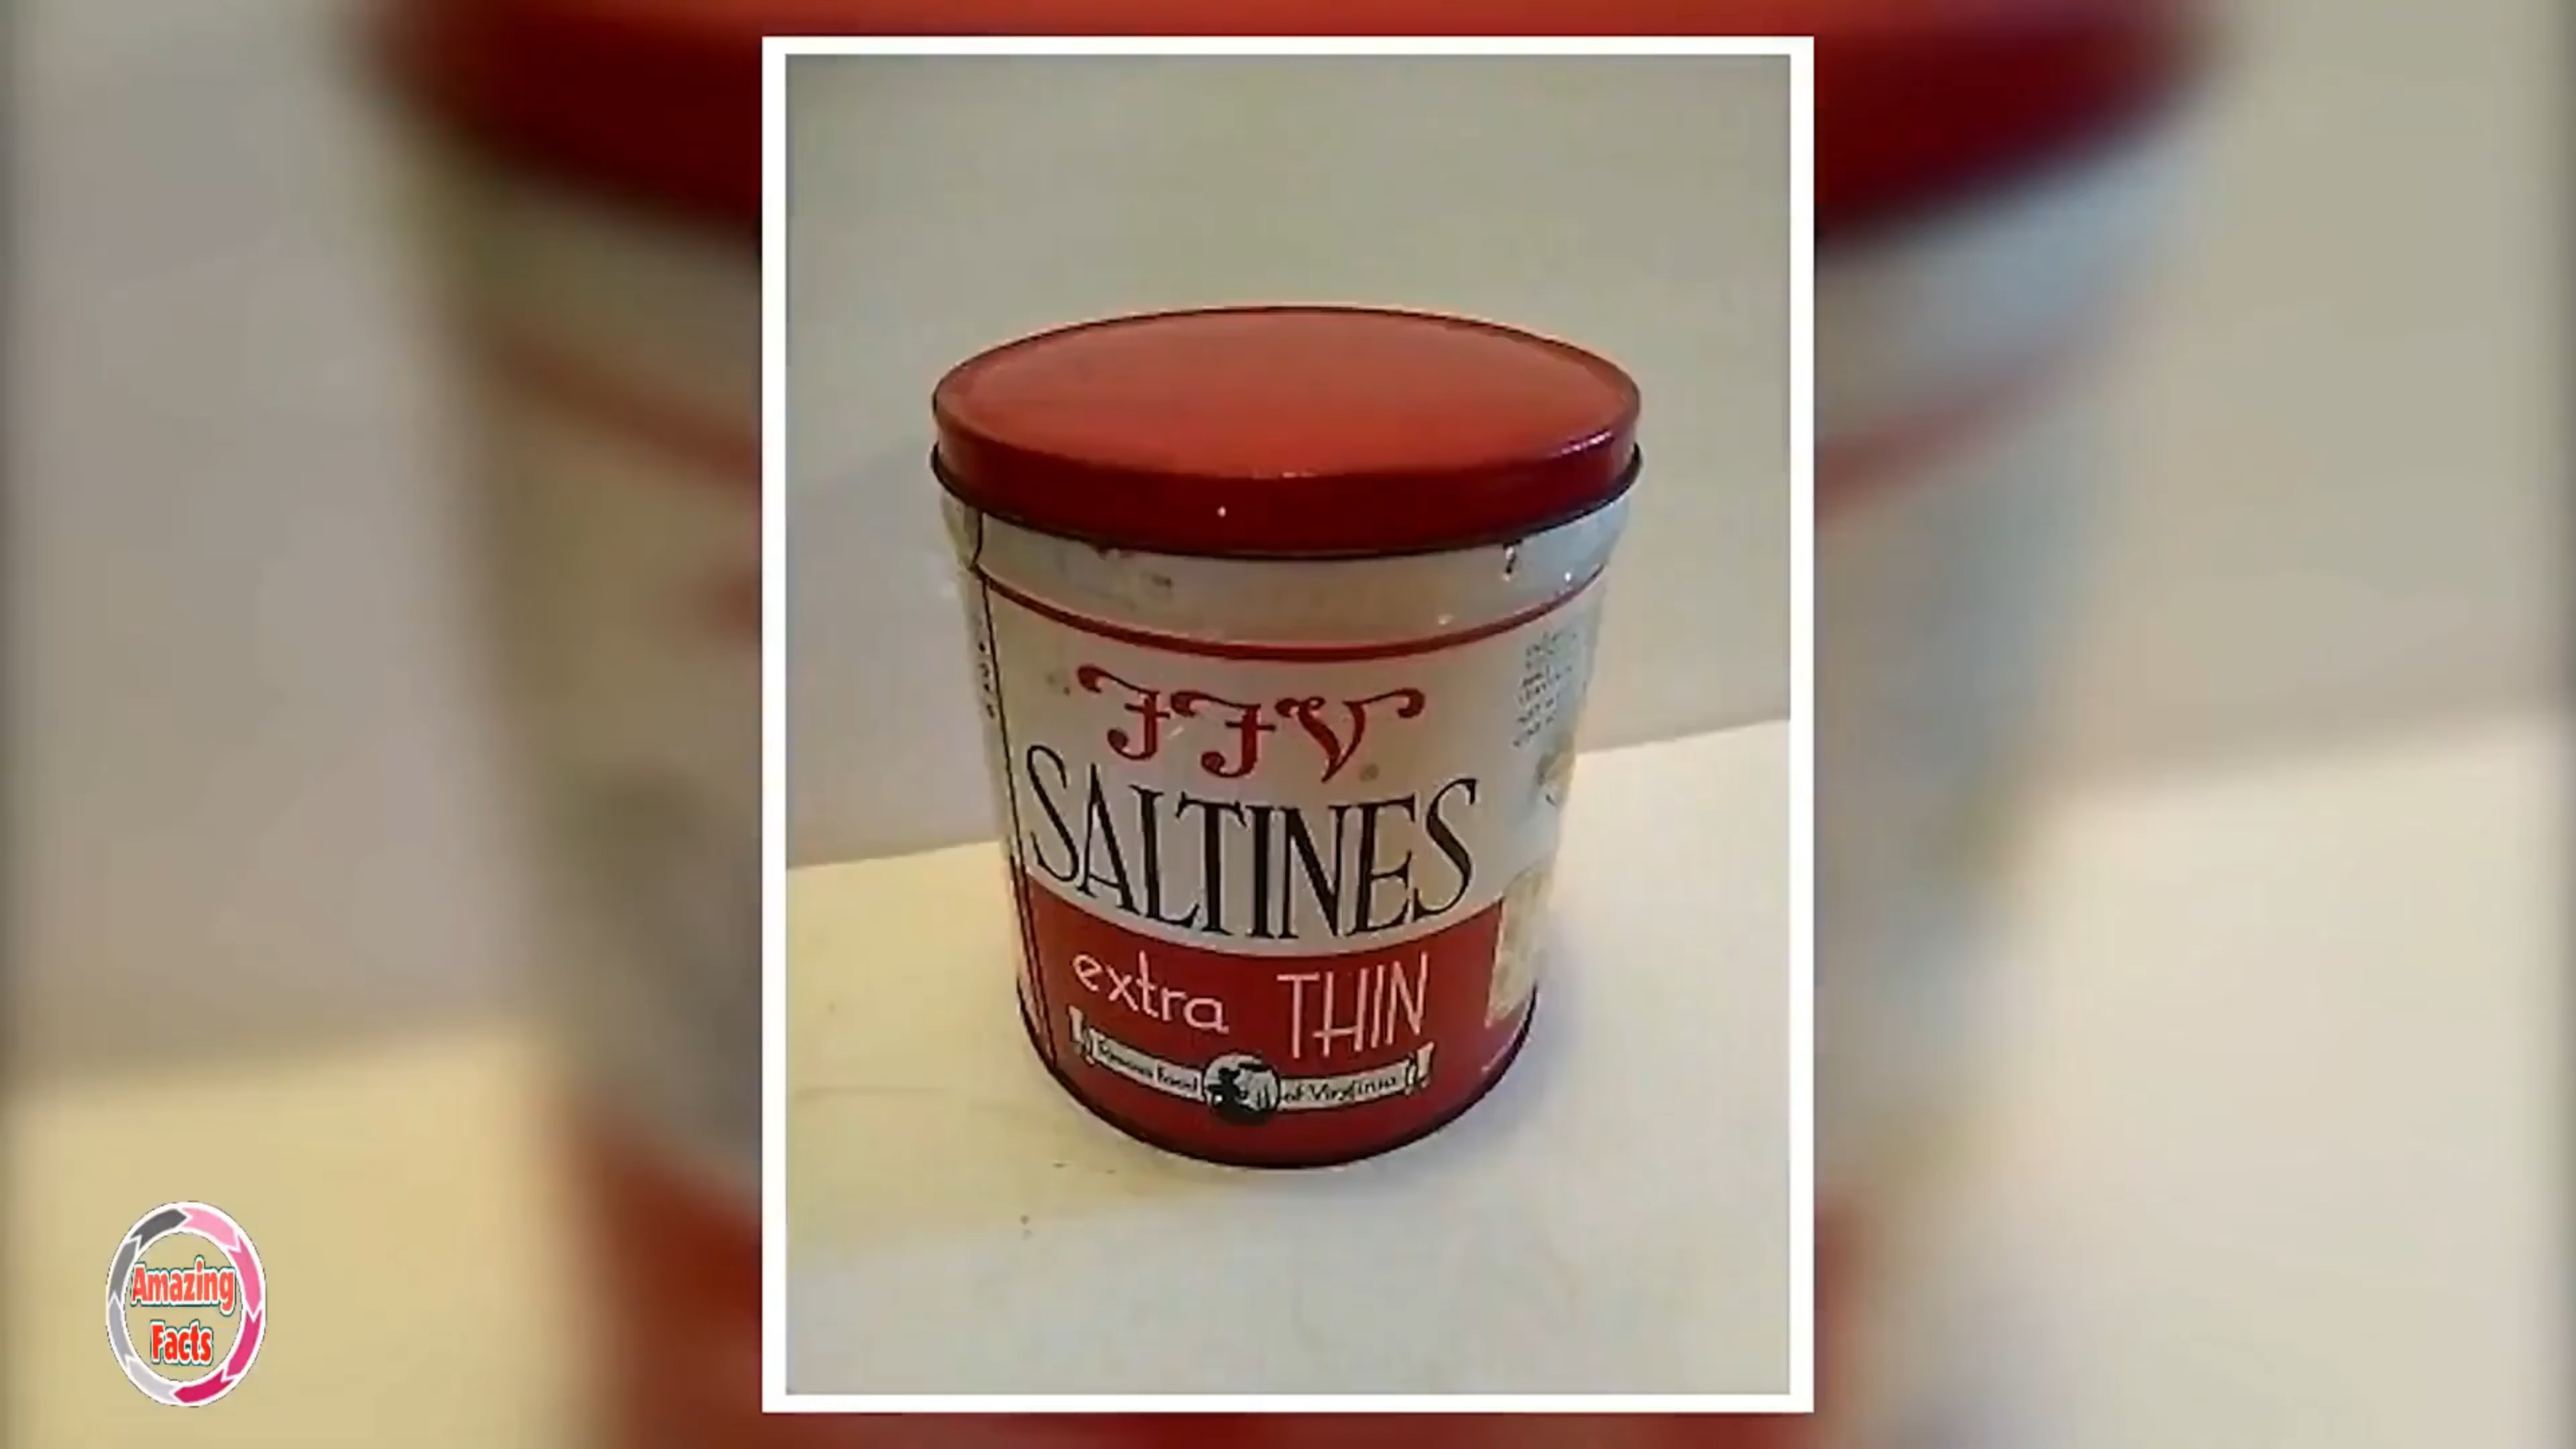 FFV
SALTINES
extra THIN
Famous Food of Virginia
Amazing
Facts